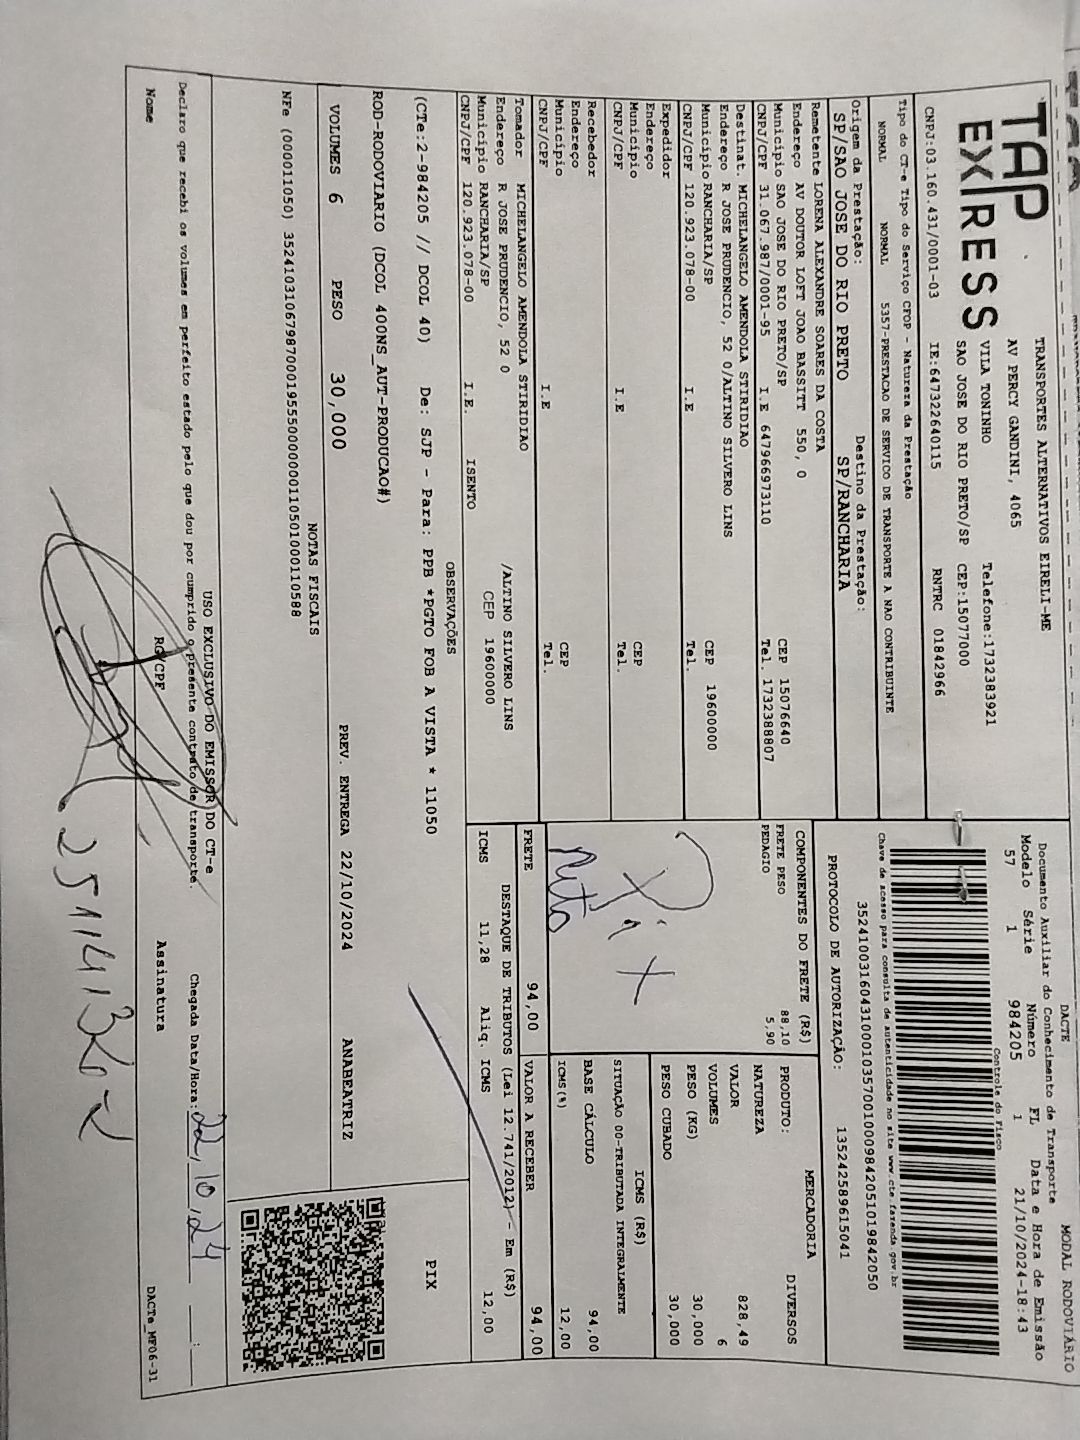 TAP EXPRESS
TRANSPORTES ALTERNATIVOS EIRELI-ME
AV PERCY GANDINI, 4065
VILA TONINHO Telefone:1732383921
SAO JOSE DO RIO PRETO/SP CEP:15077000
CNPJ:03.160.431/0001-03 IE:647322640115 RNTRC 01842966
Tipo do CT-e Tipo do Serviço CFOP - Natureza da Prestação
NORMAL NORMAL 5357-PRESTACAO DE SERVICO DE TRANSPORTE A NAO CONTRIBUINTE
Origem da Prestação: Destino da Prestação:
SP/SAO JOSE DO RIO PRETO SP/RANCHARIA
Remetente LORENA ALEXANDRE SOARES DA COSTA
Endereço AV DOUTOR LOFT JOAO BASSITT 550, 0
Município SAO JOSE DO RIO PRETO/SP CEP 15076640
CNPJ/CPF 31.067.987/0001-95 I.E 647966973110 Tel. 1732388807
Destinat. MICHELANGELO AMENDOLA STIRIDIAO
Endereço R JOSE PRUDENCIO, 52 0/ALTINO SILVERO LINS
Município RANCHARIA/SP CEP 19600000
CNPJ/CPF 120.923.078-00 I.E Tel.
Expedidor
Endereço
Município CEP
CNPJ/CPF I.E Tel.
Recebedor
Endereço
Município CEP
CNPJ/CPF I.E Tel.
Tomador MICHELANGELO AMENDOLA STIRIDIAO
Endereço R JOSE PRUDENCIO, 52 0 /ALTINO SILVERO LINS
Município RANCHARIA/SP CEP 19600000
CNPJ/CPF 120.923.078-00 I.E ISENTO
DACTE MODAL RODOVIÁRIO
Documento Auxiliar do Conhecimento de Transporte
Modelo Série Número FL Data e Hora de Emissão
57 1 984205 1 21/10/2024-18:43
Controle do Fisco
Chave de acesso para consulta de autenticidade no site www.cte.fazenda.gov.br
35241003160431000103570010009842051019842050
PROTOCOLO DE AUTORIZAÇÃO: 135242589615041
COMPONENTES DO FRETE (R$)
FRETE PESO 88,10
PEDAGIO 5,90
Pix
FRETE 94,00
MERCADORIA
PRODUTO: DIVERSOS
NATUREZA
VALOR 828,49
VOLUMES 6
PESO (KG) 30,000
PESO CUBADO 30,000
ICMS (R$)
SITUAÇÃO 00-TRIBUTADA INTEGRALMENTE
BASE CÁLCULO 94,00
ICMS(%) 12,00
VALOR A RECEBER 94,00
DESTAQUE DE TRIBUTOS (Lei 12.741/2012) - Em (R$)
ICMS 11,28 Aliq. ICMS 12,00
OBSERVAÇÕES
(CTe:2-984205 // DCOL 40) De: SJP - Para: PPB *PGTO FOB A VISTA * 11050
ROD-RODOVIARIO (DCOL 400NS_AUT-PRODUCAO#)
PIX
VOLUMES 6 PESO 30,000 PREV. ENTREGA 22/10/2024 ANABEATRIZ
NOTAS FISCAIS
NFe (000011050) 35241031067987000195550000000110501000110588
USO EXCLUSIVO DO EMISSOR DO CT-e
Declaro que recebi os volumes em perfeito estado pelo que dou por cumprido o presente contrato de transporte. Chegada Data/Hora: 22/10/24 :
Nome RG/CPF Assinatura
DACTe_MF06-31